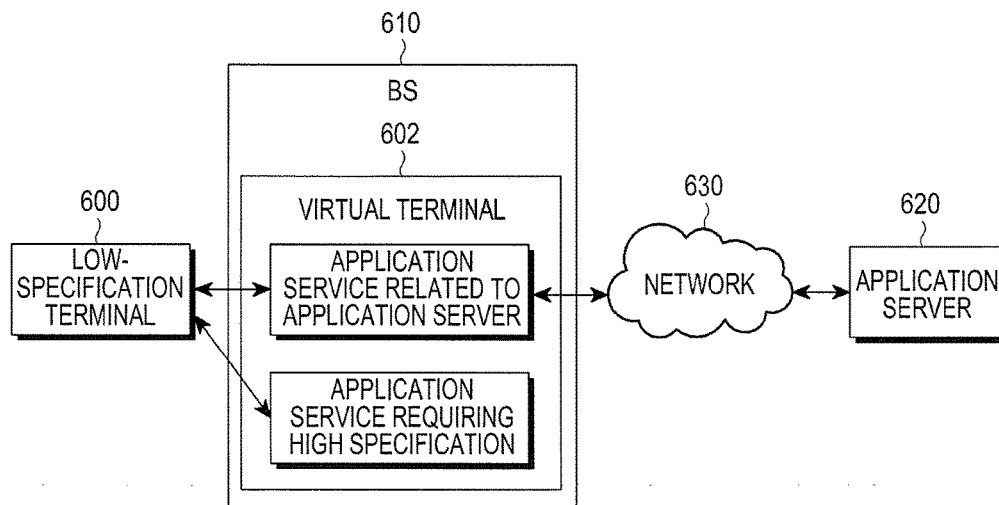 610
BS
602
600
VIRTUAL TERMINAL
630
620
LOW-
SPECIFICATION
TERMINAL
APPLICATION
SERVICE RELATED TO
APPLICATION SERVER
NETWORK
APPLICATION
SERVER
APPLICATION
SERVICE REQUIRING
HIGH SPECIFICATION